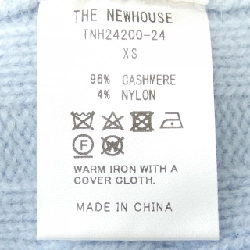 THE NEWHOUSE
TNH24200-24
XS
96% CASHMERE
4% NYLON
F W
WARM IRON WITH A
COVER CLOTH.
MADE IN CHINA